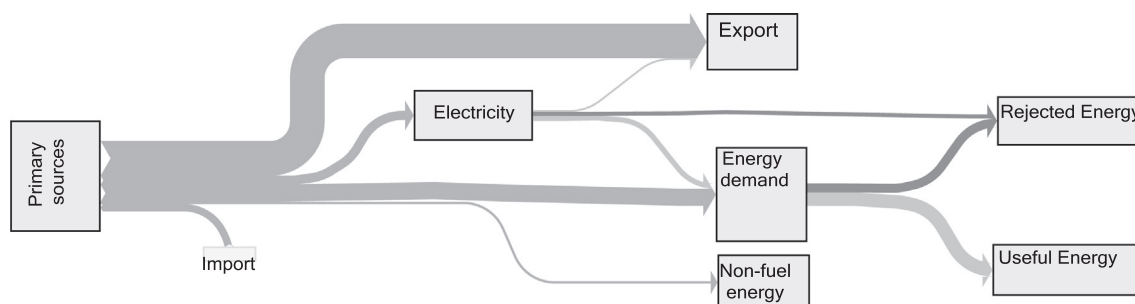 Export
Electricity
Rejected Energy
Primary
sources
Energy
demand
Import
Useful Energy
Non-fuel
energy